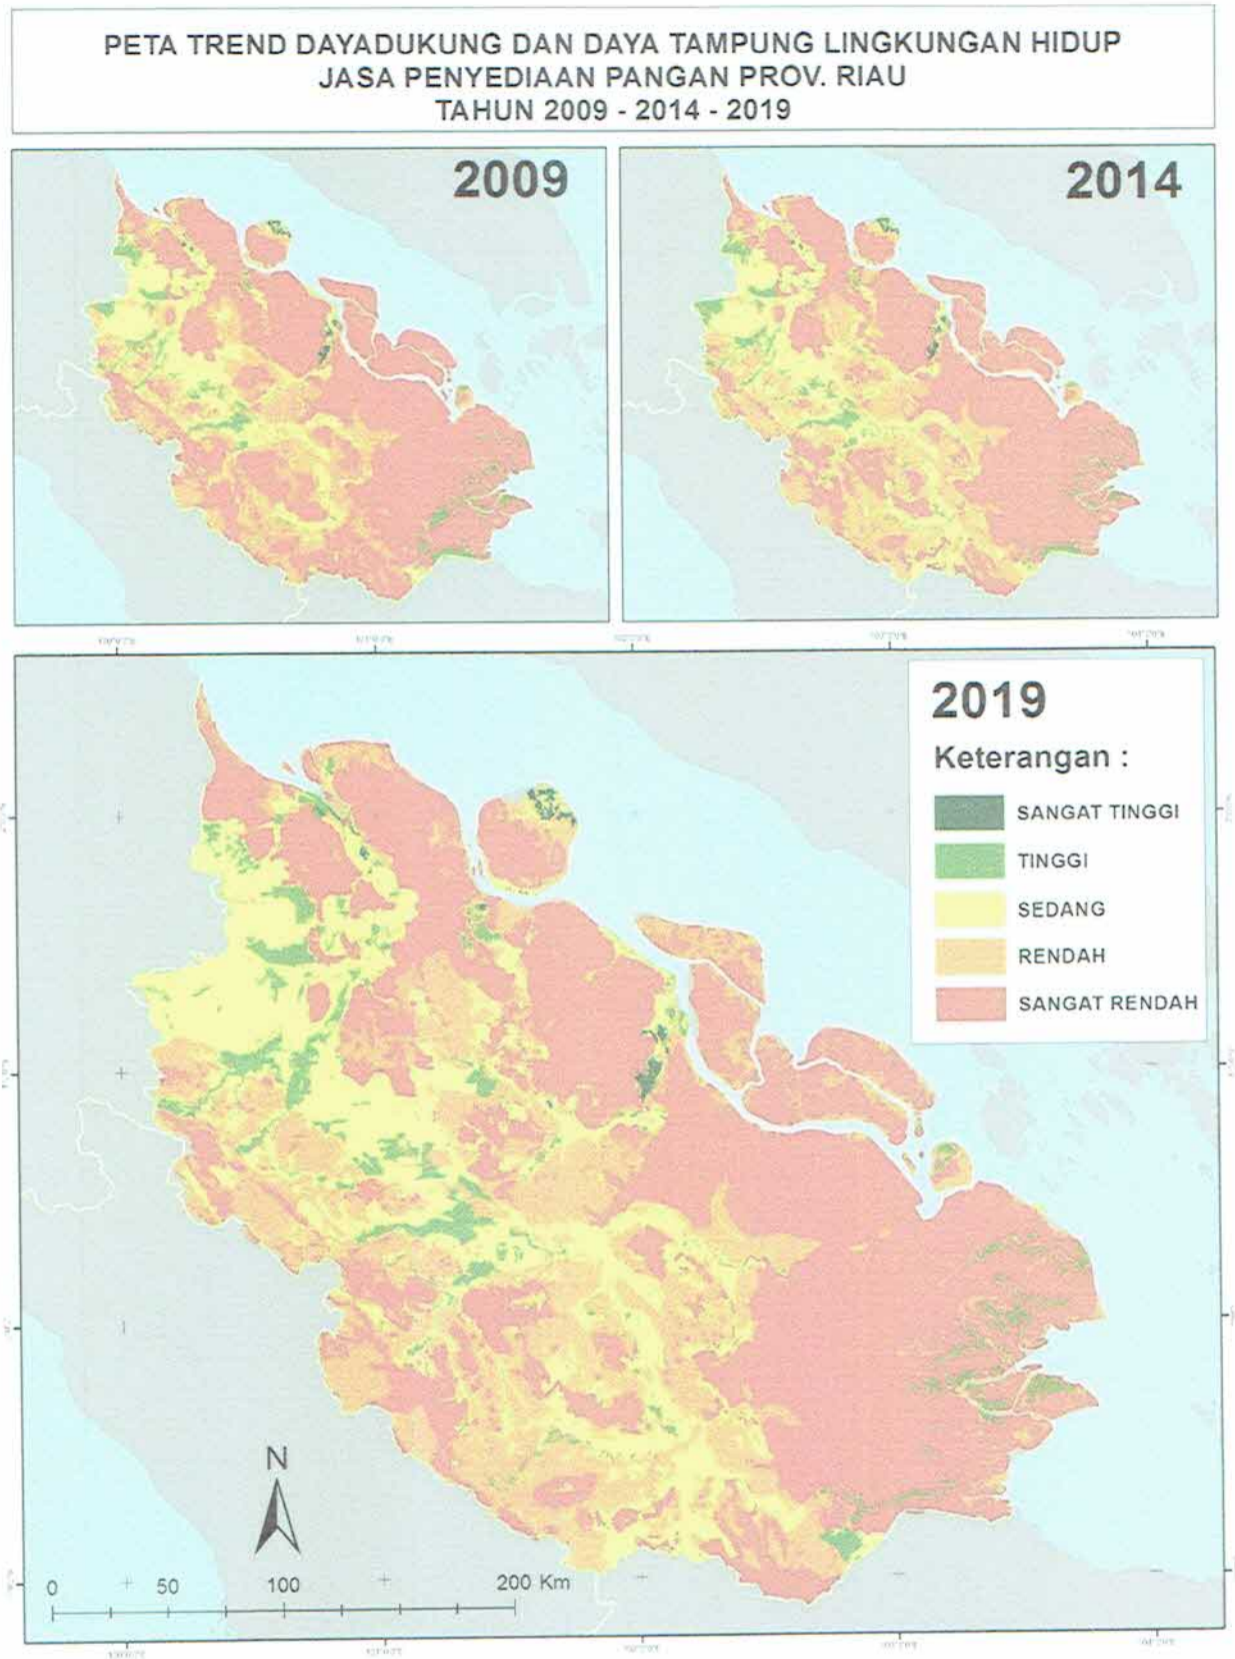 PETA TREND DAYADUKUNG DAN DAYA TAMPUNG LINGKUNGAN HIDUP
JASA PENYEDIAAN PANGAN PROV. RIAU
TAHUN 2009 - 2014 - 2019
2009
2014
2019
Keterangan :
SANGAT TINGGI
TINGGI
SEDANG
RENDAH
SANGAT RENDAH
N
0 50 100 200 Km